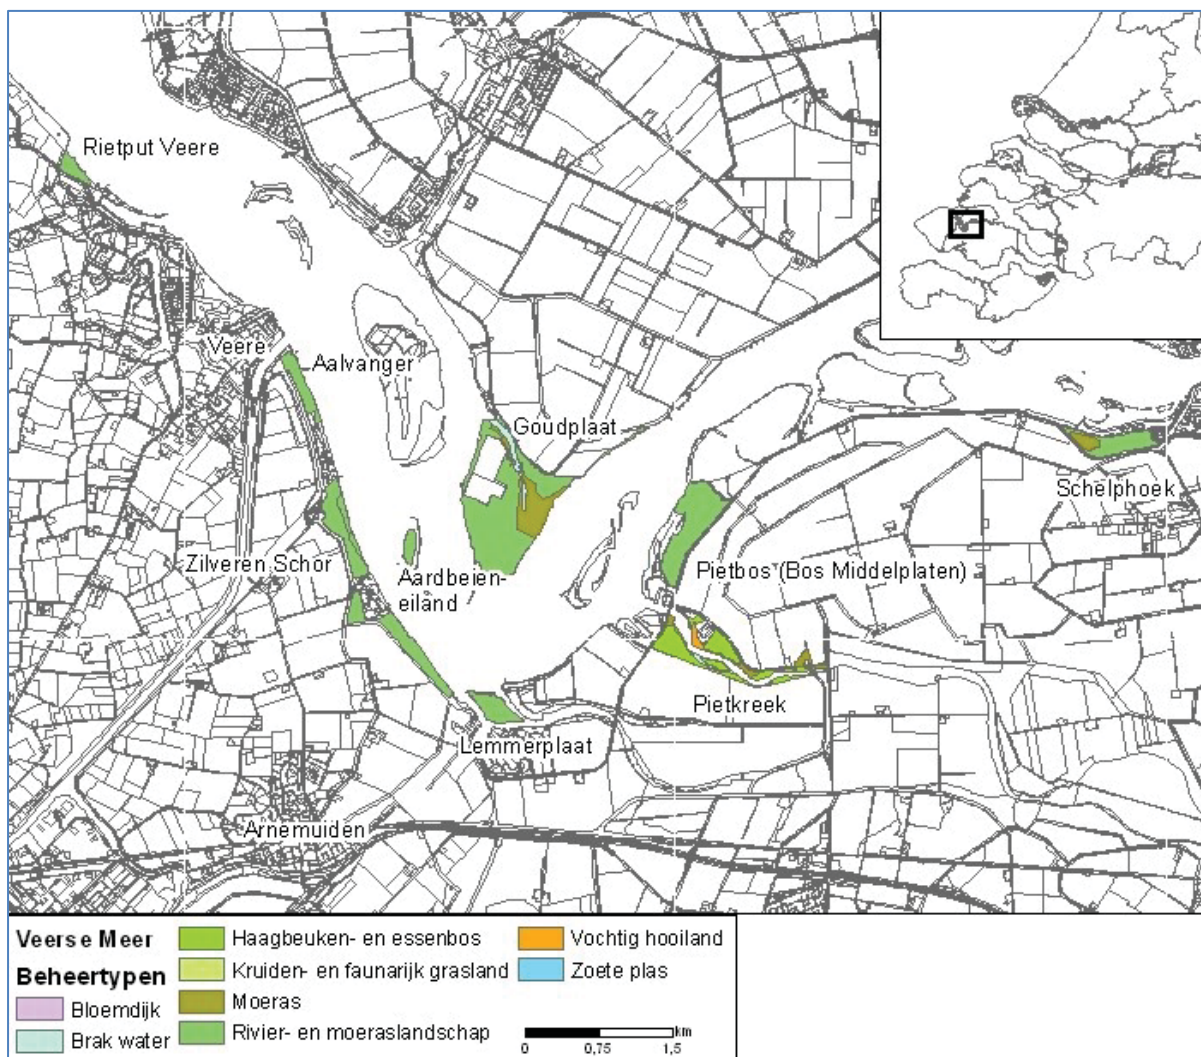 Rietput Veere
Veere
Aalvanger
Goudplaat
Schelphoek
Zilveren Schor
Aardbeien-
eiland
Pietbos (Bos Middelplaten)
Pietkreek
Lemmerplaat
Arnemuiden
Veerse Meer
Beheertypen
Bloemdijk
Brak water
Haagbeuken- en essenbos
Kruiden- en faunarijk grasland
Moeras
Rivier- en moeraslandschap
Vochtig hooiland
Zoete plas
km
0 0,75 1,5